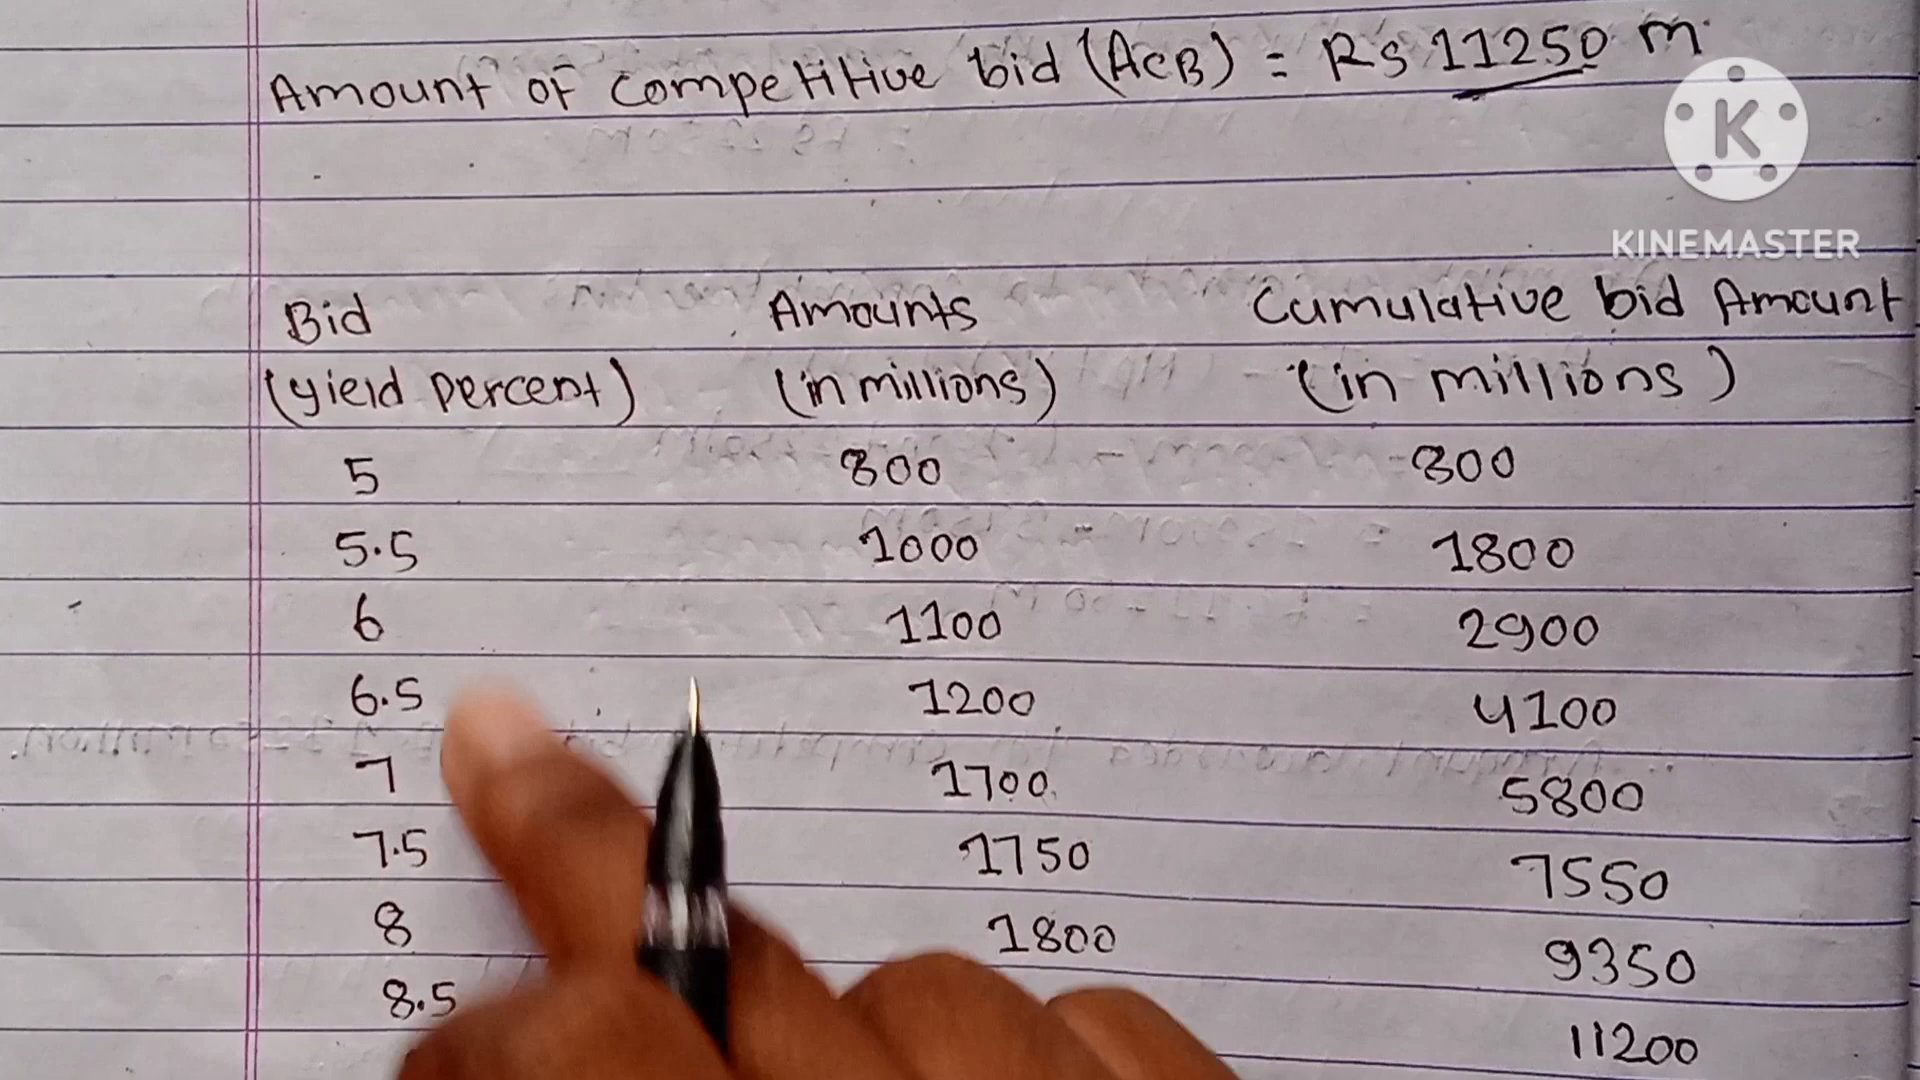 Amount of competitive bid (ACB) = Rs 11250 m.
K
KINEMASTER
Bid Amounts Cumulative bid Amount
(yield percent) (in millions) (in millions)
5 800 800
5.5 1000 1800
6 1100 2900
6.5 1200 4100
7 1700 5800
7.5 1750 7550
8 1800 9350
8.5 11200